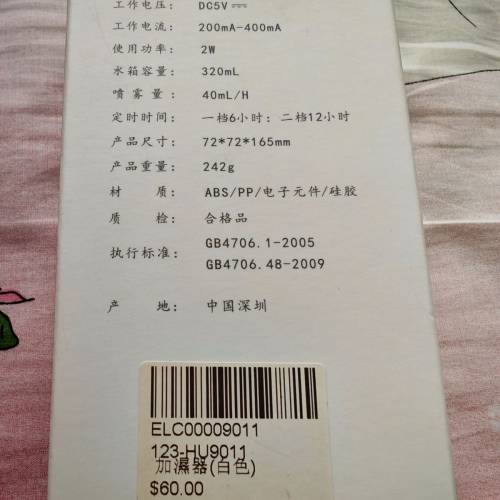 工作电压: DC5V ⎓
工作电流: 200mA-400mA
使用功率: 2W
水箱容量: 320mL
喷雾量: 40mL/H
定时时间: 一档6小时; 二档12小时
产品尺寸: 72*72*165mm
产品重量: 242g
材 质: ABS/PP/电子元件/硅胶
质 检: 合格品
执行标准: GB4706.1-2005
GB4706.48-2009
产 地: 中国深圳
ELC00009011
123-HU9011
加濕器(白色)
$60.00